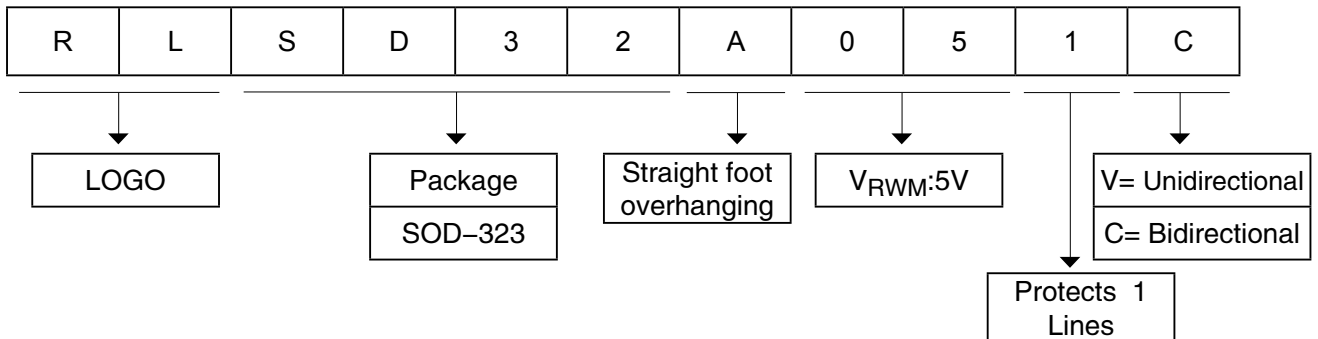 R L S D 3 2 A 0 5 1 C
LOGO
Package
SOD–323
Straight foot
overhanging
VRWM:5V
V= Unidirectional
C= Bidirectional
Protects 1
Lines